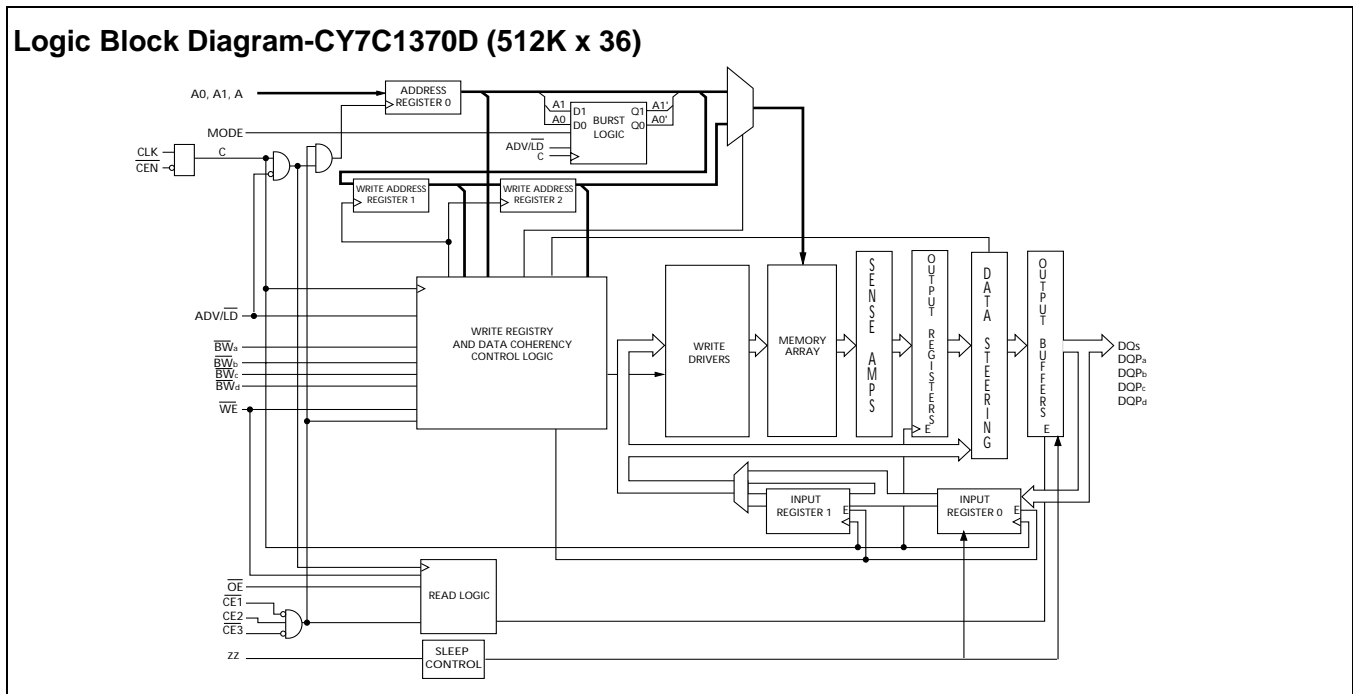 Logic Block Diagram-CY7C1370D (512K x 36)
A0, A1, A
ADDRESS
REGISTER 0
A1
A0
D1
D0
BURST
LOGIC
Q1
Q0
A1'
A0'
MODE
ADV/LD
C
CLK
CEN
C
WRITE ADDRESS
REGISTER 1
WRITE ADDRESS
REGISTER 2
ADV/LD
BWa
BWb
BWc
BWd
WE
WRITE REGISTRY
AND DATA COHERENCY
CONTROL LOGIC
WRITE
DRIVERS
MEMORY
ARRAY
SENSE AMPS
OUTPUT REGISTERS
E
DATA STEERING
OUTPUT BUFFERS
E
DQs
DQPa
DQPb
DQPc
DQPd
INPUT
REGISTER 1
E
INPUT
REGISTER 0
E
OE
CE1
CE2
CE3
READ LOGIC
ZZ
SLEEP
CONTROL